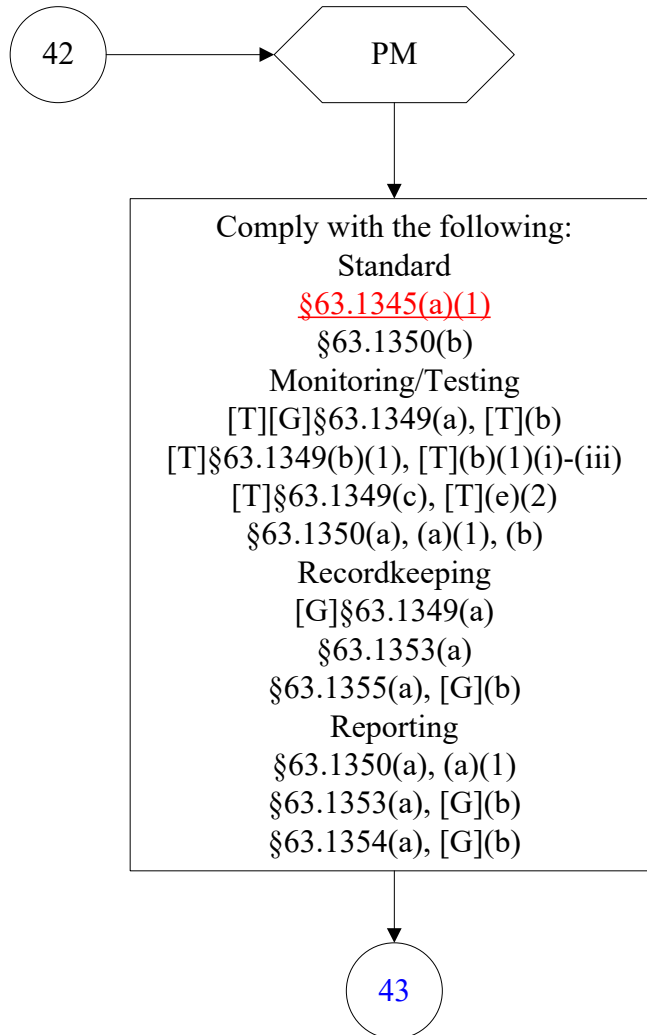 42
PM
Comply with the following:
Standard
§63.1345(a)(1)
§63.1350(b)
Monitoring/Testing
[T][G]§63.1349(a), [T](b)
[T]§63.1349(b)(1), [T](b)(1)(i)-(iii)
[T]§63.1349(c), [T](e)(2)
§63.1350(a), (a)(1), (b)
Recordkeeping
[G]§63.1349(a)
§63.1353(a)
§63.1355(a), [G](b)
Reporting
§63.1350(a), (a)(1)
§63.1353(a), [G](b)
§63.1354(a), [G](b)
43